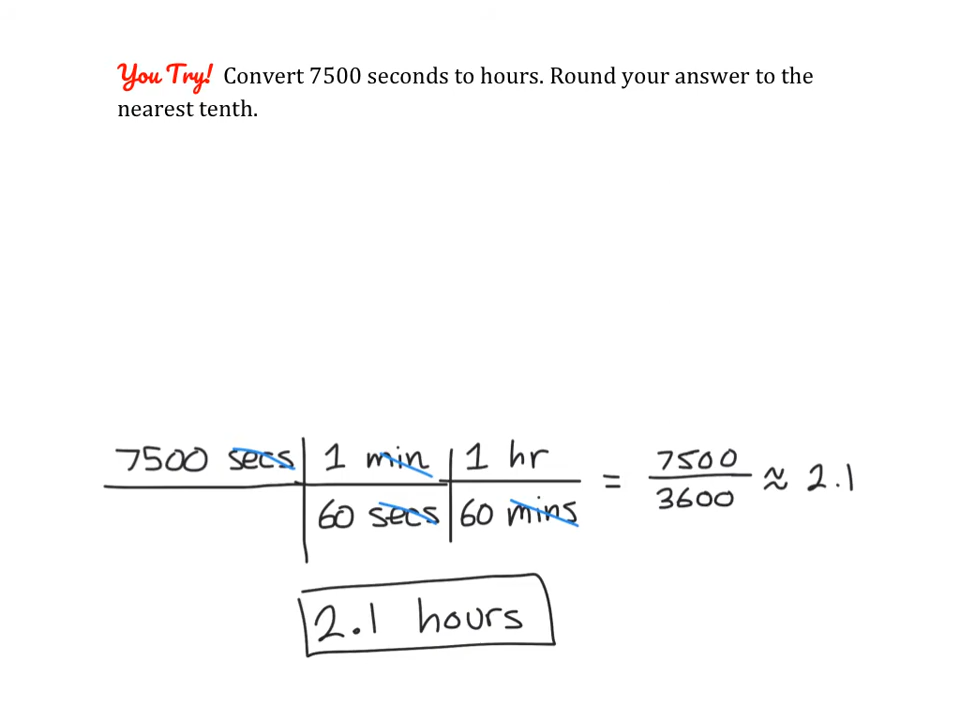 You Try! Convert 7500 seconds to hours. Round your answer to the
nearest tenth.
7500 secs | 1 min | 1 hr = 7500 ≈ 2.1
60 secs | 60 mins 3600
2.1 hours